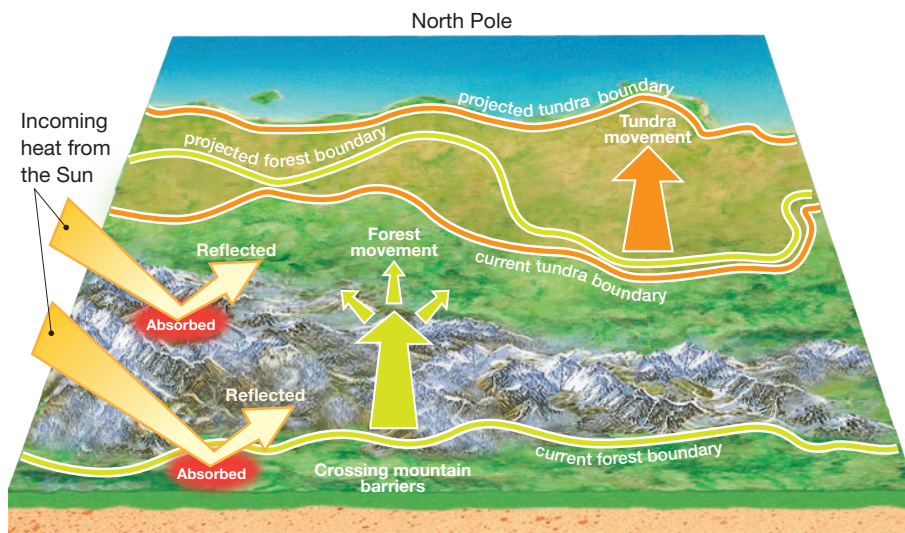 North Pole
projected tundra boundary
Incoming
heat from
the Sun
projected forest boundary
Tundra
movement
Reflected
Forest
movement
current tundra boundary
Absorbed
Reflected
current forest boundary
Absorbed
Crossing mountain
barriers